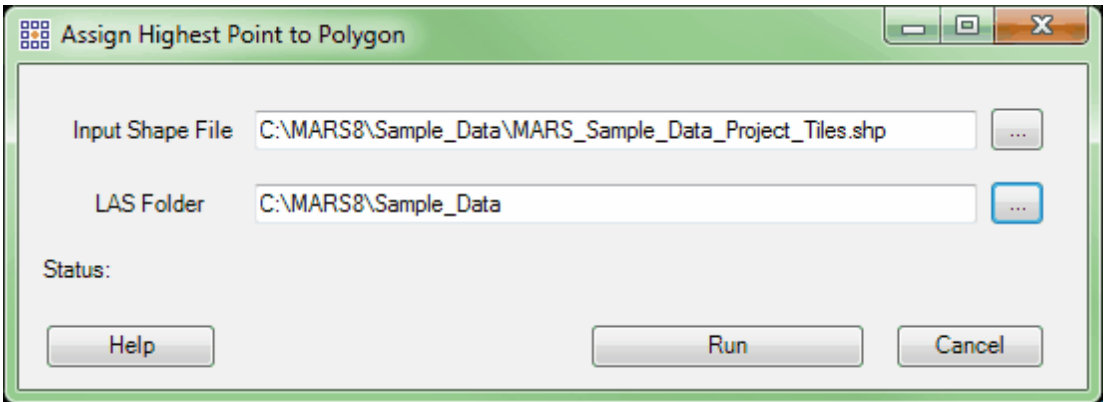 Assign Highest Point to Polygon
Input Shape File C:\MARS8\Sample_Data\MARS_Sample_Data_Project_Tiles.shp ...
LAS Folder C:\MARS8\Sample_Data ...
Status:
Help Run Cancel